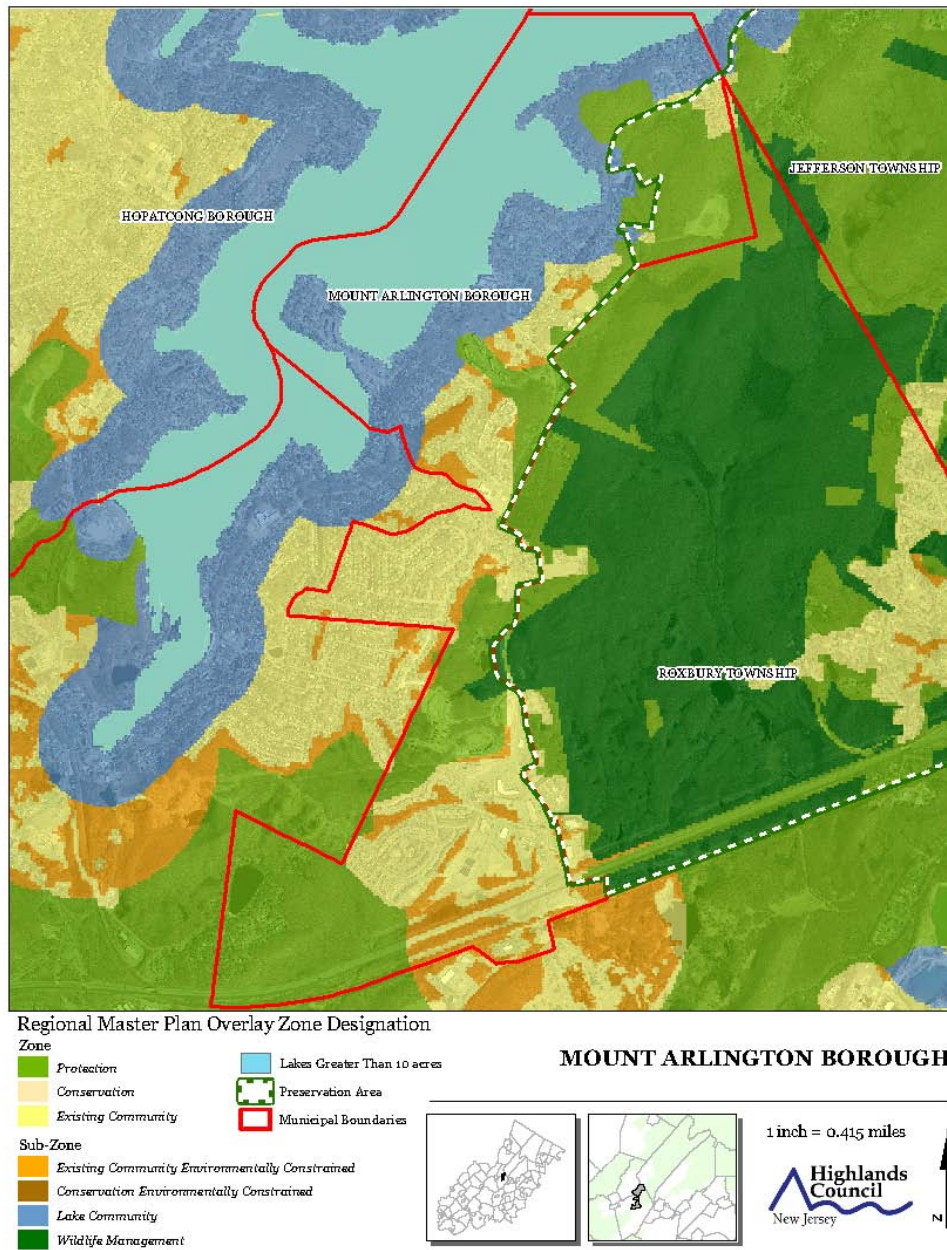 JEFFERSON TOWNSHIP
HOPATCONG BOROUGH
MOUNT ARLINGTON BOROUGH
ROXBURY TOWNSHIP
Regional Master Plan Overlay Zone Designation
Zone
Protection
Conservation
Existing Community
Lakes Greater Than 10 acres
Preservation Area
Municipal Boundaries
Sub-Zone
Existing Community Environmentally Constrained
Conservation Environmentally Constrained
Lake Community
Wildlife Management
MOUNT ARLINGTON BOROUGH
1 inch = 0.415 miles
Highlands
Council
New Jersey
N